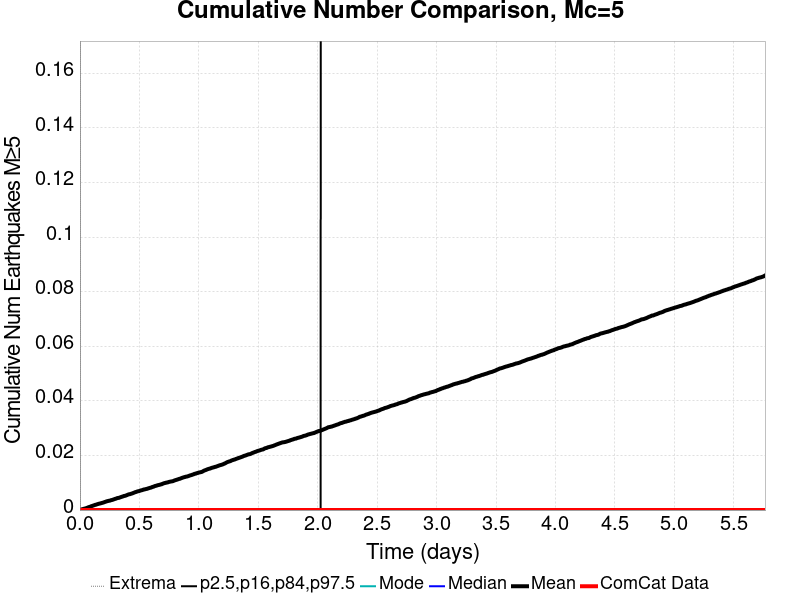 Cumulative Number Comparison, Mc=5
Cumulative Num Earthquakes M≥5
0.16
0.14
0.12
0.1
0.08
0.06
0.04
0.02
0
0.0 0.5 1.0 1.5 2.0 2.5 3.0 3.5 4.0 4.5 5.0 5.5
Time (days)
Extrema p2.5,p16,p84,p97.5 Mode Median Mean ComCat Data